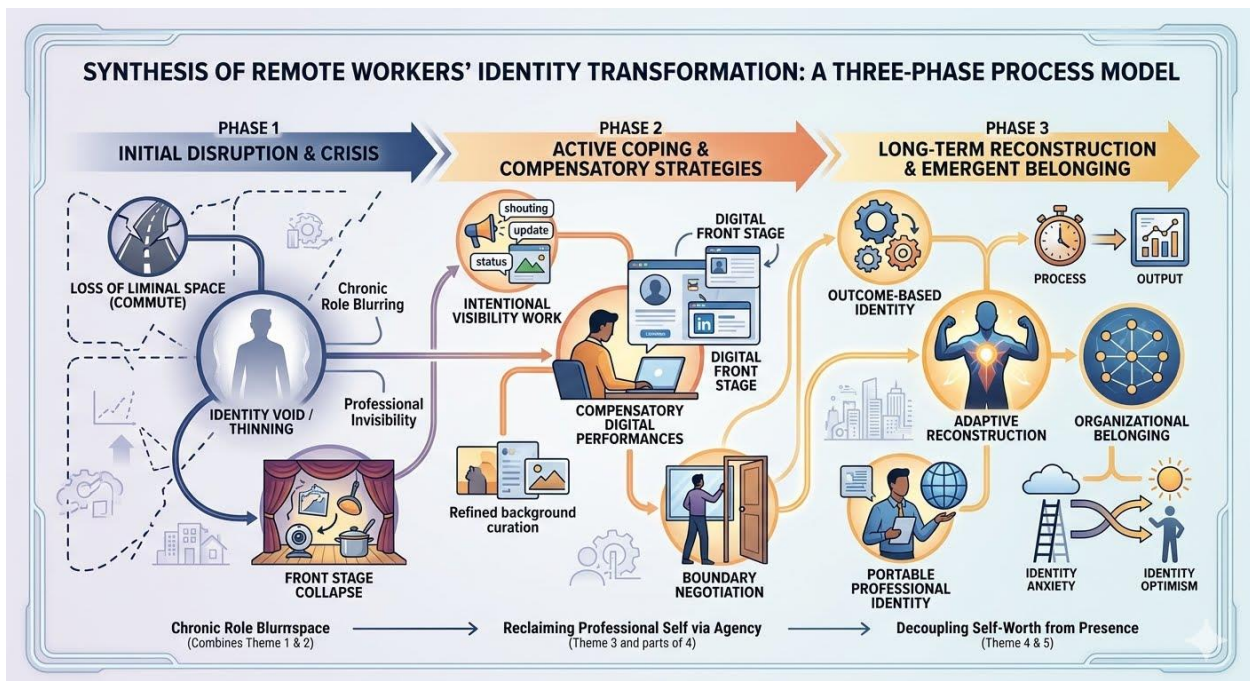 SYNTHESIS OF REMOTE WORKERS' IDENTITY TRANSFORMATION: A THREE-PHASE PROCESS MODEL
PHASE 1
INITIAL DISRUPTION & CRISIS
LOSS OF LIMINAL SPACE
(COMMUTE)
Chronic
Role Blurring
IDENTITY VOID /
THINNING
Professional
Invisibility
FRONT STAGE
COLLAPSE
Chronic Role Blurrrspace
(Combines Theme 1 & 2)
PHASE 2
ACTIVE COPING &
COMPENSATORY STRATEGIES
shouting
update
status
INTENTIONAL
VISIBILITY WORK
DIGITAL
FRONT STAGE
in
DIGITAL
FRONT
STAGE
COMPENSATORY
DIGITAL
PERFORMANCES
Refined background
curation
BOUNDARY
NEGOTIATION
Reclaiming Professional Self via Agency
(Theme 3 and parts of 4)
PHASE 3
LONG-TERM RECONSTRUCTION
& EMERGENT BELONGING
OUTCOME-BASED
IDENTITY
PROCESS
OUTPUT
ADAPTIVE
RECONSTRUCTION
ORGANIZATIONAL
BELONGING
PORTABLE
PROFESSIONAL
IDENTITY
IDENTITY
ANXIETY
IDENTITY
OPTIMISM
Decoupling Self-Worth from Presence
(Theme 4 & 5)